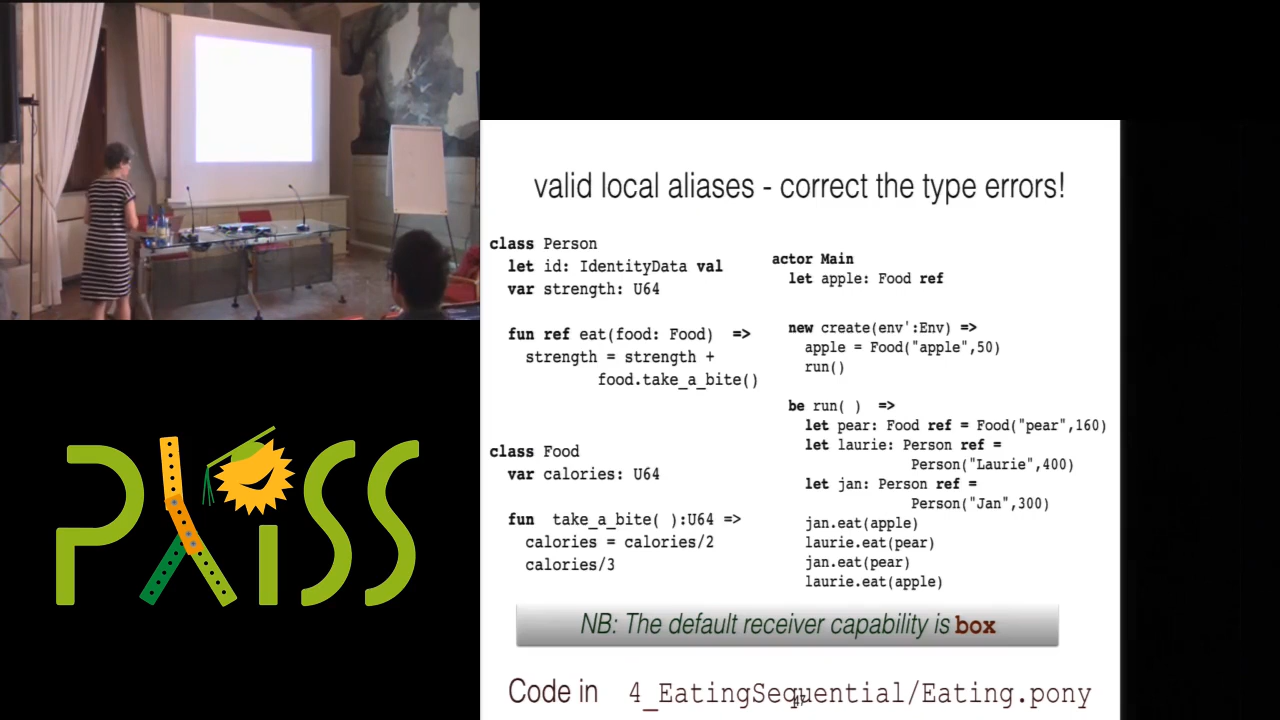 valid local aliases - correct the type errors!
class Person
let id: IdentityData val
var strength: U64
fun ref eat(food: Food) =>
strength = strength +
food.take_a_bite()
class Food
var calories: U64
fun take_a_bite( ):U64 =>
calories = calories/2
calories/3
actor Main
let apple: Food ref
new create(env':Env) =>
apple = Food("apple",50)
run()
be run( ) =>
let pear: Food ref = Food("pear",160)
let laurie: Person ref =
Person("Laurie",400)
let jan: Person ref =
Person("Jan",300)
jan.eat(apple)
laurie.eat(pear)
jan.eat(pear)
laurie.eat(apple)
NB: The default receiver capability is box
Code in 4_EatingSequential/Eating.pony
PLISS